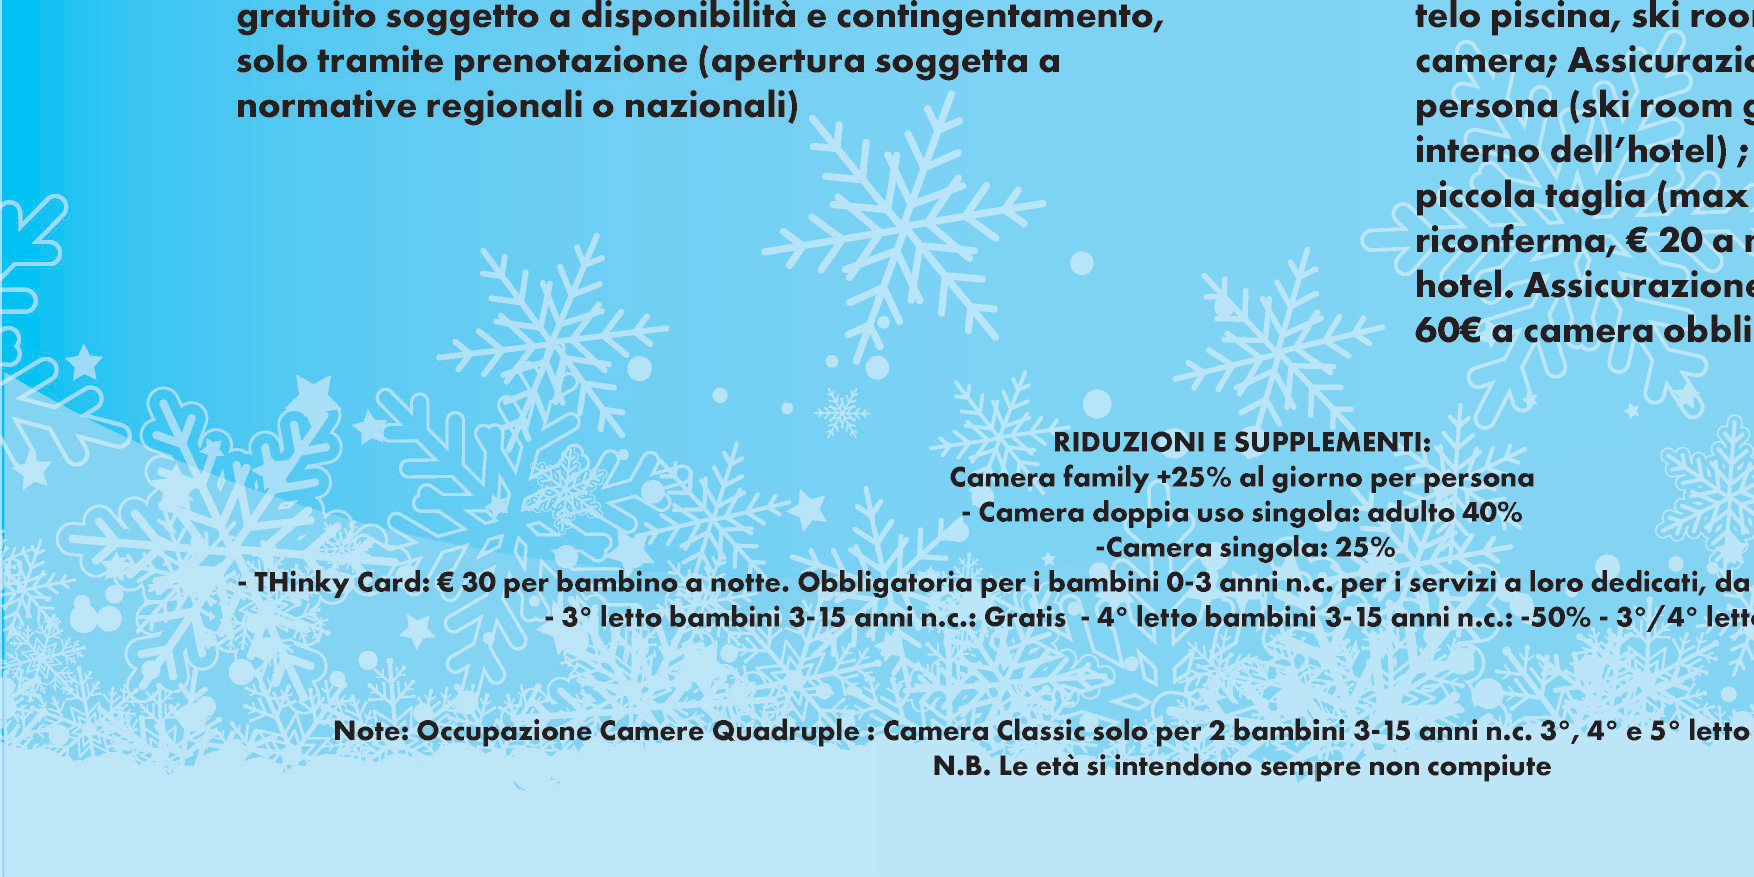 gratuito soggetto a disponibilità e contingentamento,
solo tramite prenotazione (apertura soggetta a
normative regionali o nazionali)
telo piscina, ski
camera;
persona (ski room
interno dell’hotel) ;
piccola taglia (max
riconferma, € 20 a
hotel. Assicurazione
60€ a camera
RIDUZIONI E SUPPLEMENTI:
Camera family +25% al giorno per persona
- Camera doppia uso singola: adulto 40%
-Camera singola: 25%
- THinky Card: € 30 per bambino a notte. Obbligatoria per i bambini 0-3 anni n.c. per i servizi a loro dedicati, da
- 3° letto bambini 3-15 anni n.c.: Gratis - 4° letto bambini 3-15 anni n.c.: -50% - 3°/4°
Note: Occupazione Camere Quadruple : Camera Classic solo per 2 bambini 3-15 anni n.c. 3°, 4° e 5° letto
N.B. Le età si intendono sempre non compiute